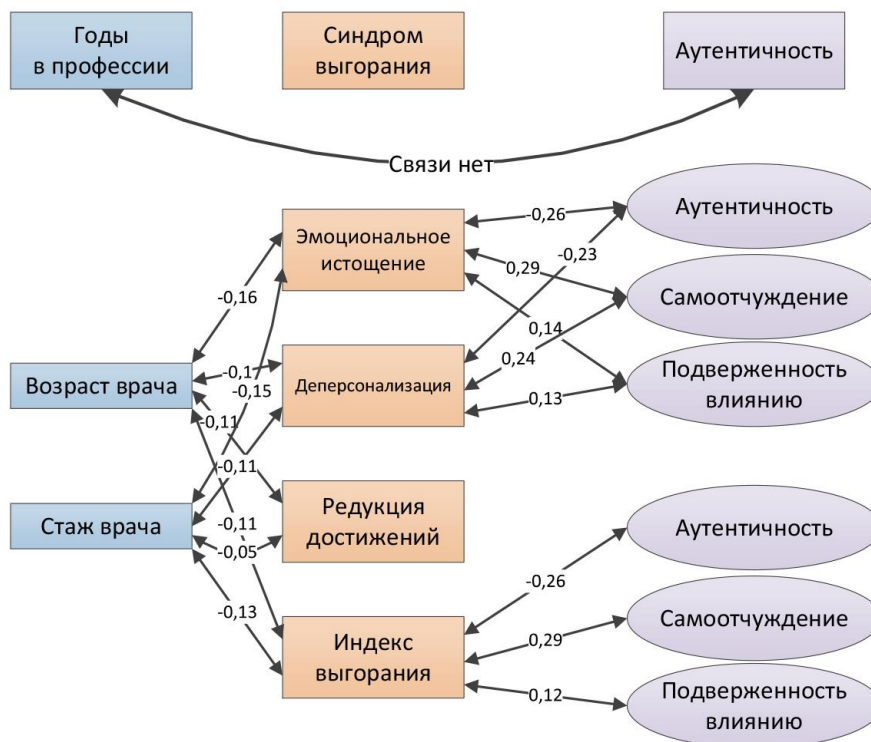 Годы
в профессии
Синдром
выгорания
Аутентичность
Связи нет
Эмоциональное
истощение
Деперсонализация
Редукция
достижений
Индекс
выгорания
Возраст врача
Стаж врача
Аутентичность
Самоотчуждение
Подверженность
влиянию
Аутентичность
Самоотчуждение
Подверженность
влиянию
-0,16
-0,1
-0,15
-0,11
-0,11
-0,11
-0,05
-0,13
-0,26
-0,23
0,29
0,14
0,24
0,13
-0,26
0,29
0,12